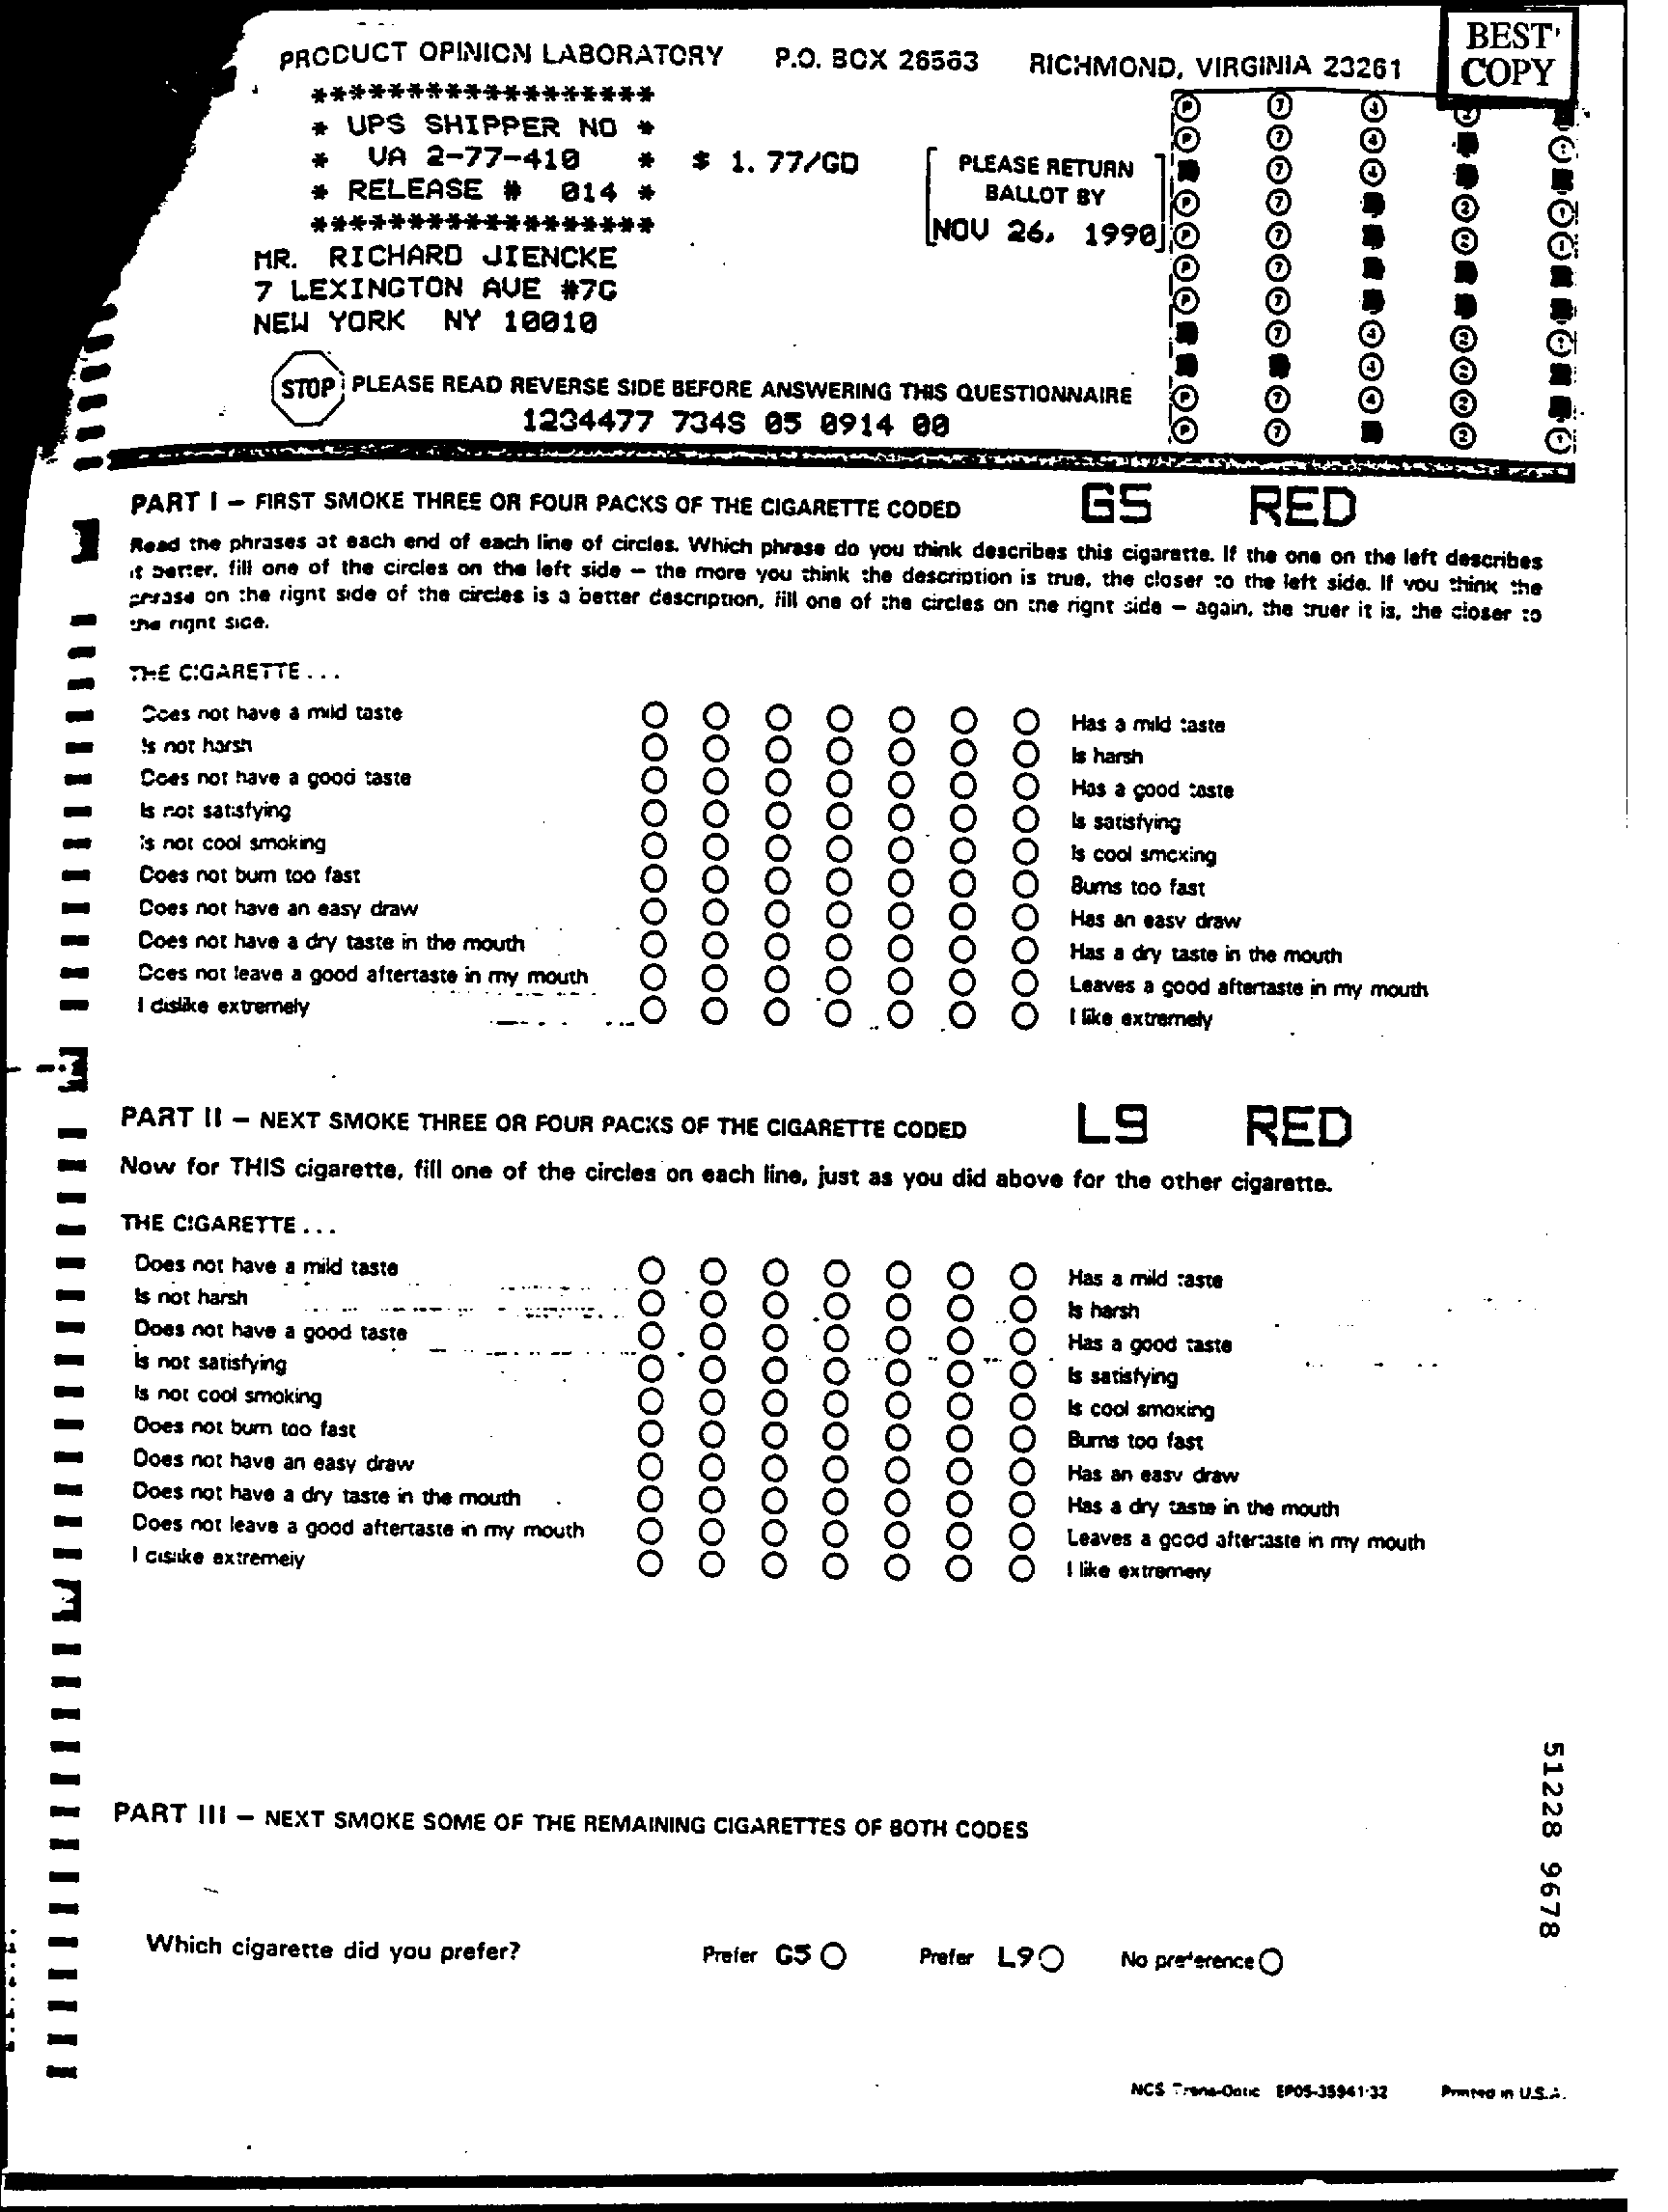 BEST
COPY
PRODUCT OPINION LABORATORY P.O. BOX 26563 RICHMOND, VIRGINIA 23261
******************
* UPS SHIPPER NO *
* VA 2-77-410 * $ 1.77/GD
* RELEASE # 014 *
******************
PLEASE RETURN
BALLOT BY
NOV 26, 1990
MR. RICHARD JIENCKE
7 LEXINGTON AVE #7G
NEW YORK NY 10010
STOP PLEASE READ REVERSE SIDE BEFORE ANSWERING THIS QUESTIONNAIRE
1234477 734S 05 0914 00
PART I - FIRST SMOKE THREE OR FOUR PACKS OF THE CIGARETTE CODED G5 RED
Read the phrases at each end of each line of circles. Which phrase do you think describes this cigarette. If the one on the left describes
it better, fill one of the circles on the left side - the more you think the description is true, the closer to the left side. If you think the
phrase on the right side of the circles is a better description, fill one of the circles on the right side - again, the truer it is, the closer to
the right side.
THE CIGARETTE . . .
Does not have a mild taste Has a mild taste
Is not harsh Is harsh
Does not have a good taste Has a good taste
Is not satisfying Is satisfying
Is not cool smoking Is cool smoking
Does not burn too fast Burns too fast
Does not have an easy draw Has an easy draw
Does not have a dry taste in the mouth Has a dry taste in the mouth
Does not leave a good aftertaste in my mouth Leaves a good aftertaste in my mouth
I dislike extremely I like extremely
PART II - NEXT SMOKE THREE OR FOUR PACKS OF THE CIGARETTE CODED L9 RED
Now for THIS cigarette, fill one of the circles on each line, just as you did above for the other cigarette.
THE CIGARETTE . . .
Does not have a mild taste Has a mild taste
Is not harsh Is harsh
Does not have a good taste Has a good taste
Is not satisfying Is satisfying
Is not cool smoking Is cool smoking
Does not burn too fast Burns too fast
Does not have an easy draw Has an easy draw
Does not have a dry taste in the mouth Has a dry taste in the mouth
Does not leave a good aftertaste in my mouth Leaves a good aftertaste in my mouth
I dislike extremely I like extremely
PART III - NEXT SMOKE SOME OF THE REMAINING CIGARETTES OF BOTH CODES
Which cigarette did you prefer? Prefer G5 Prefer L9 No preference
51228 9678
NCS Trans-Optic EP05-35941-32 Printed in U.S.A.